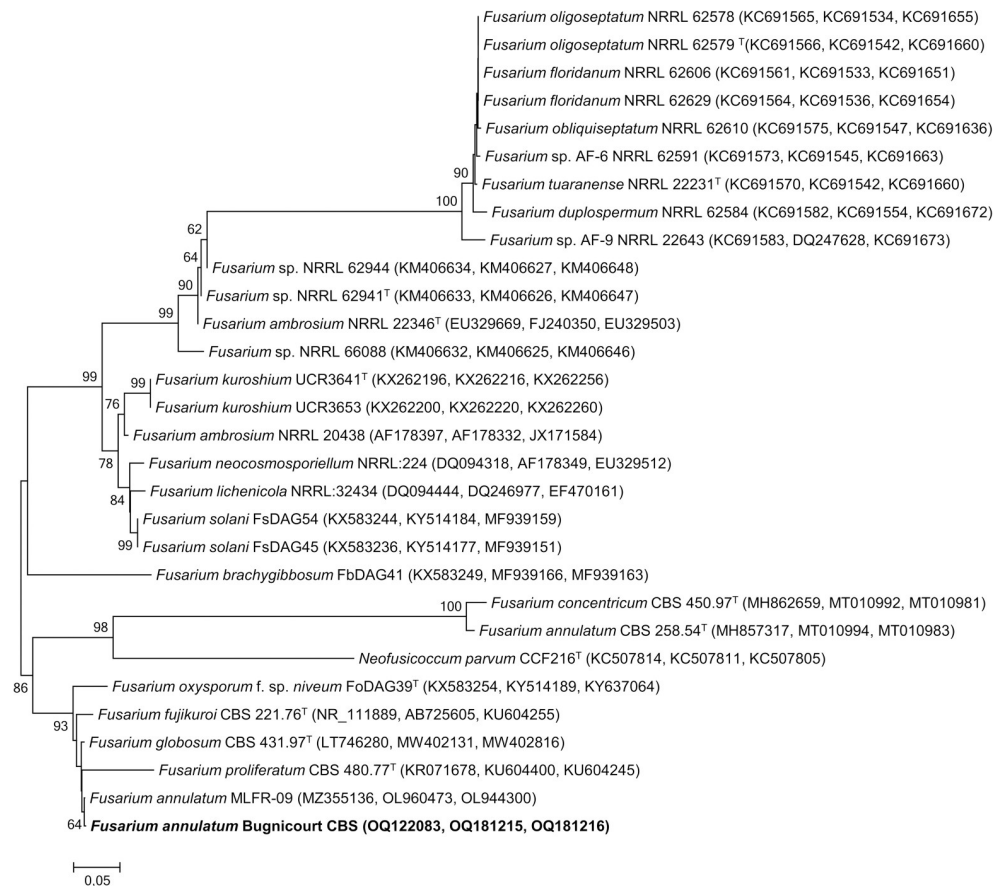 Fusarium oligoseptatum NRRL 62578 (KC691565, KC691534, KC691655)
Fusarium oligoseptatum NRRL 62579 T(KC691566, KC691542, KC691660)
Fusarium floridanum NRRL 62606 (KC691561, KC691533, KC691651)
Fusarium floridanum NRRL 62629 (KC691564, KC691536, KC691654)
Fusarium obliquiseptatum NRRL 62610 (KC691575, KC691547, KC691636)
Fusarium sp. AF-6 NRRL 62591 (KC691573, KC691545, KC691663)
90
Fusarium tuaranense NRRL 22231T (KC691570, KC691542, KC691660)
100
Fusarium duplospermum NRRL 62584 (KC691582, KC691554, KC691672)
62
Fusarium sp. AF-9 NRRL 22643 (KC691583, DQ247628, KC691673)
64
Fusarium sp. NRRL 62944 (KM406634, KM406627, KM406648)
90
Fusarium sp. NRRL 62941T (KM406633, KM406626, KM406647)
99
Fusarium ambrosium NRRL 22346T (EU329669, FJ240350, EU329503)
Fusarium sp. NRRL 66088 (KM406632, KM406625, KM406646)
99
99
Fusarium kuroshium UCR3641T (KX262196, KX262216, KX262256)
76
Fusarium kuroshium UCR3653 (KX262200, KX262220, KX262260)
Fusarium ambrosium NRRL 20438 (AF178397, AF178332, JX171584)
78
Fusarium neocosmosporiellum NRRL:224 (DQ094318, AF178349, EU329512)
84
Fusarium lichenicola NRRL:32434 (DQ094444, DQ246977, EF470161)
Fusarium solani FsDAG54 (KX583244, KY514184, MF939159)
99
Fusarium solani FsDAG45 (KX583236, KY514177, MF939151)
Fusarium brachygibbosum FbDAG41 (KX583249, MF939166, MF939163)
100
Fusarium concentricum CBS 450.97T (MH862659, MT010992, MT010981)
98
Fusarium annulatum CBS 258.54T (MH857317, MT010994, MT010983)
Neofusicoccum parvum CCF216T (KC507814, KC507811, KC507805)
86
Fusarium oxysporum f. sp. niveum FoDAG39T (KX583254, KY514189, KY637064)
93
Fusarium fujikuroi CBS 221.76T (NR_111889, AB725605, KU604255)
Fusarium globosum CBS 431.97T (LT746280, MW402131, MW402816)
Fusarium proliferatum CBS 480.77T (KR071678, KU604400, KU604245)
Fusarium annulatum MLFR-09 (MZ355136, OL960473, OL944300)
64
Fusarium annulatum Bugnicourt CBS (OQ122083, OQ181215, OQ181216)
0.05